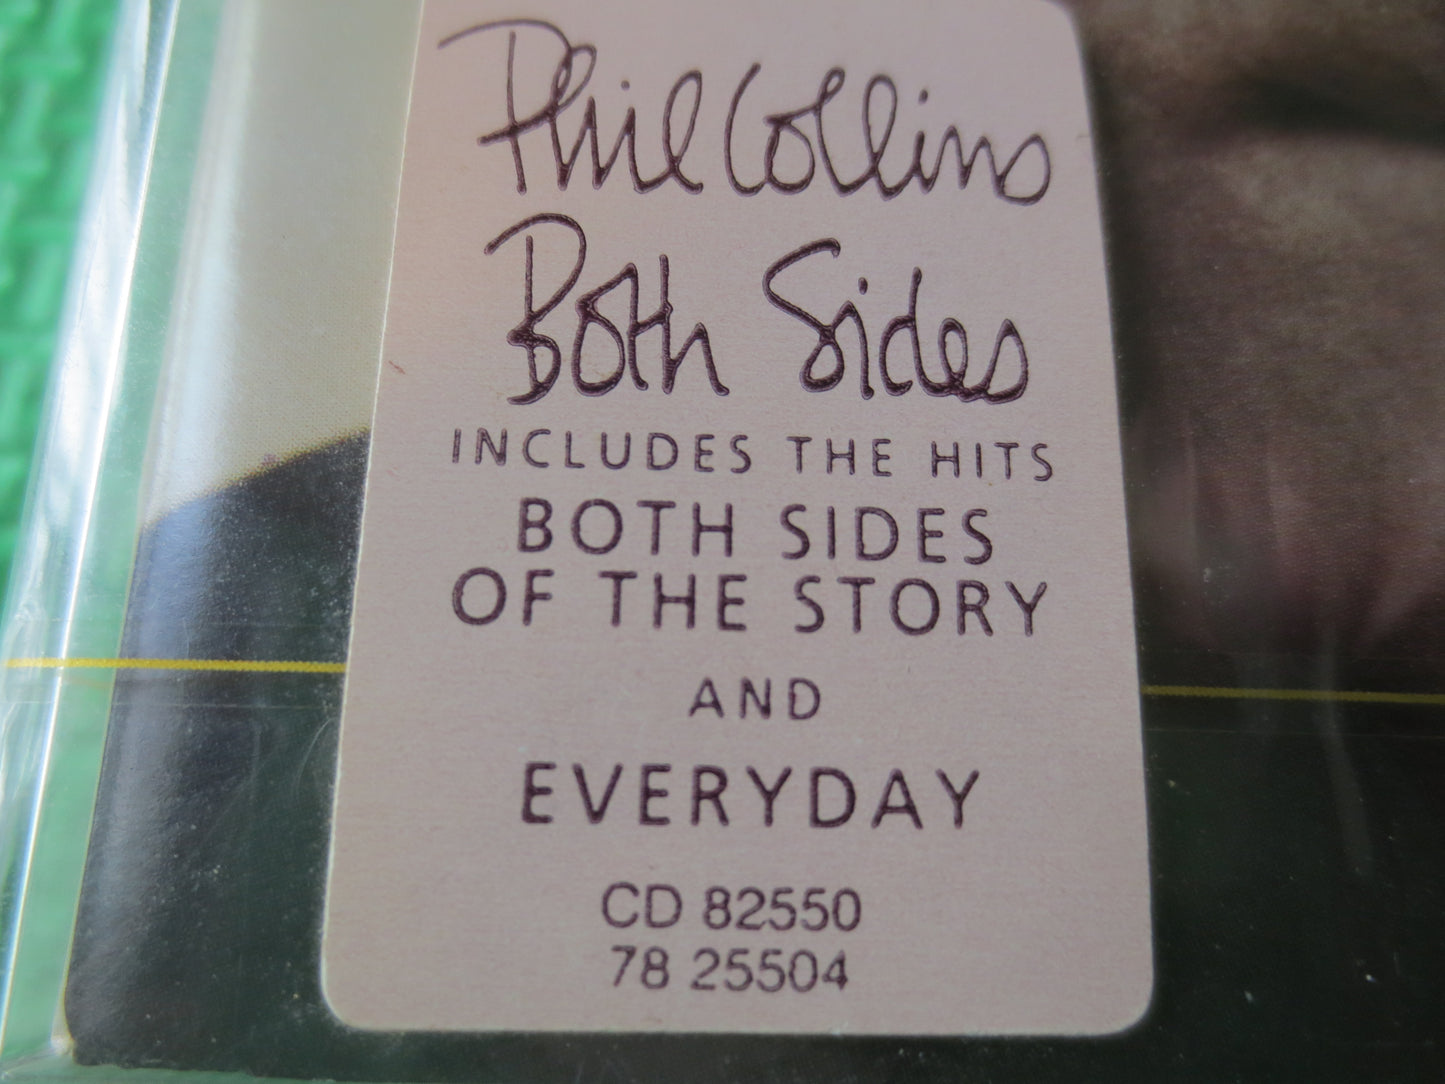 Phil Collins
Both Sides
INCLUDES THE HITS
BOTH SIDES
OF THE STORY
AND
EVERYDAY
CD 82550
78 25504